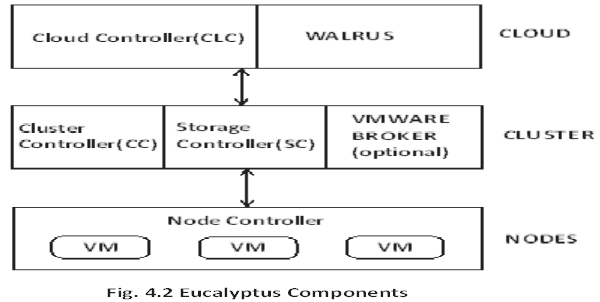 Cloud Controller(CLC)
WALRUS
CLOUD
Cluster
Controller(CC)
Storage
Controller(SC)
VMWARE
BROKER
(optional)
CLUSTER
Node Controller
VM
VM
VM
NODES
Fig. 4.2 Eucalyptus Components